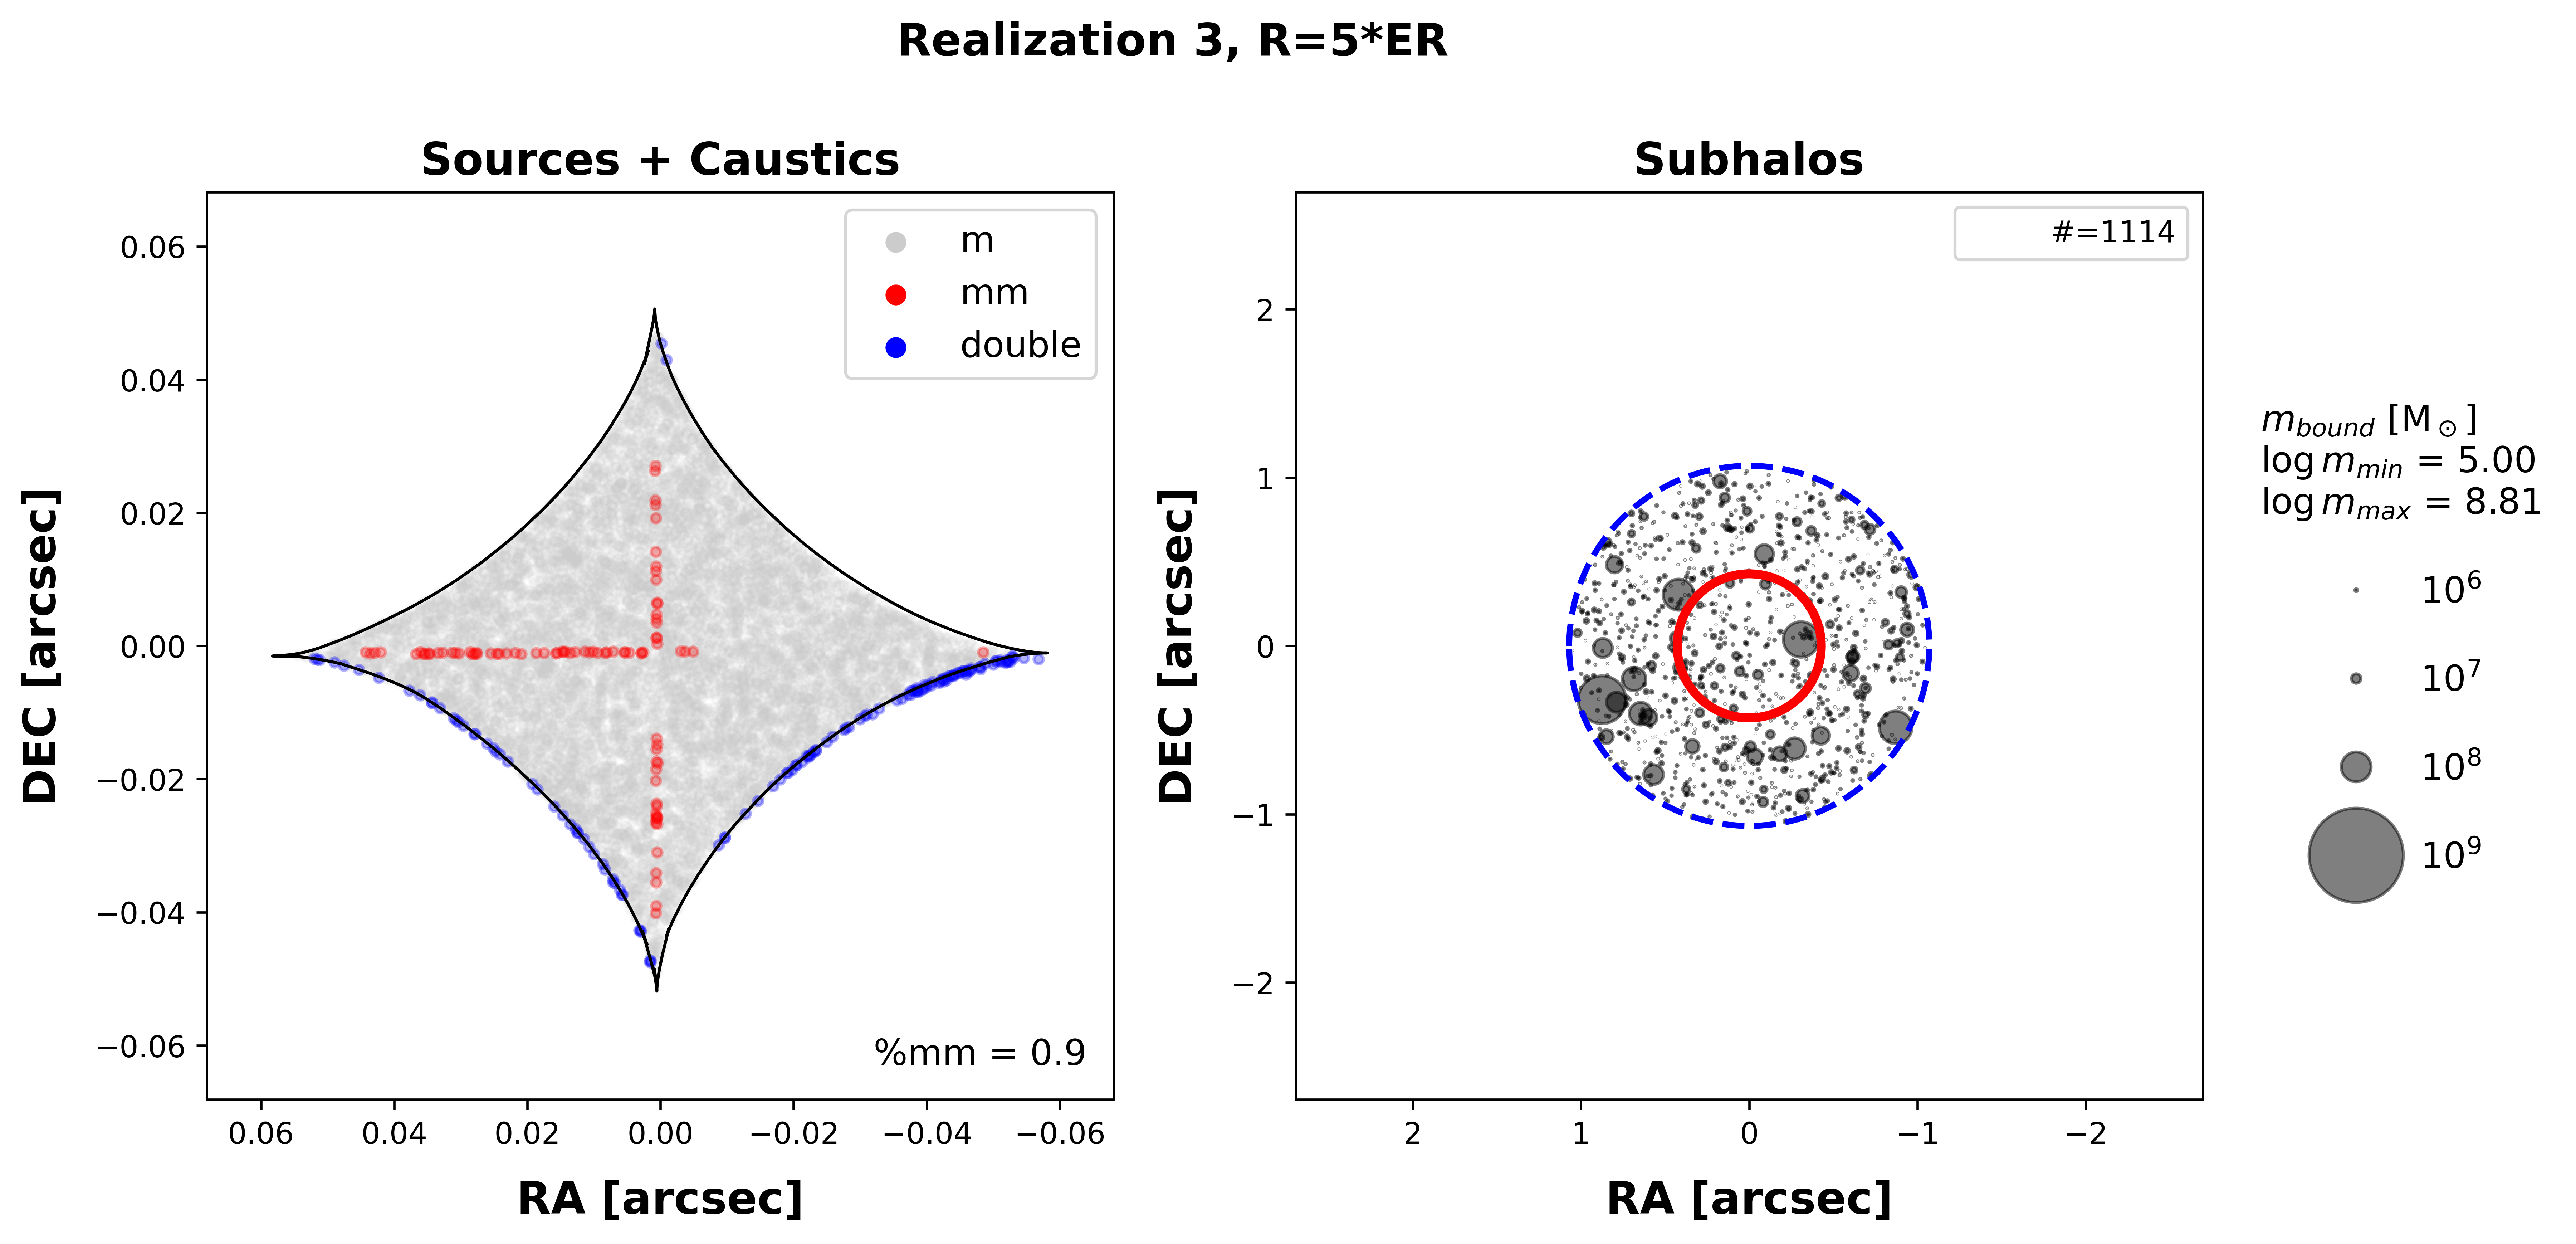 Realization 3, R=5*ER
Sources + Caustics
m
mm
double
0.06
0.04
0.02
0.00
−0.02
−0.04
−0.06
DEC [arcsec]
%mm = 0.9
0.06
0.04
0.02
0.00
−0.02
−0.04
−0.06
RA [arcsec]
Subhalos
#=1114
2
1
0
−1
−2
DEC [arcsec]
2
1
0
−1
−2
RA [arcsec]
m_bound [M_⊙]
log m_min = 5.00
log m_max = 8.81
10^6
10^7
10^8
10^9